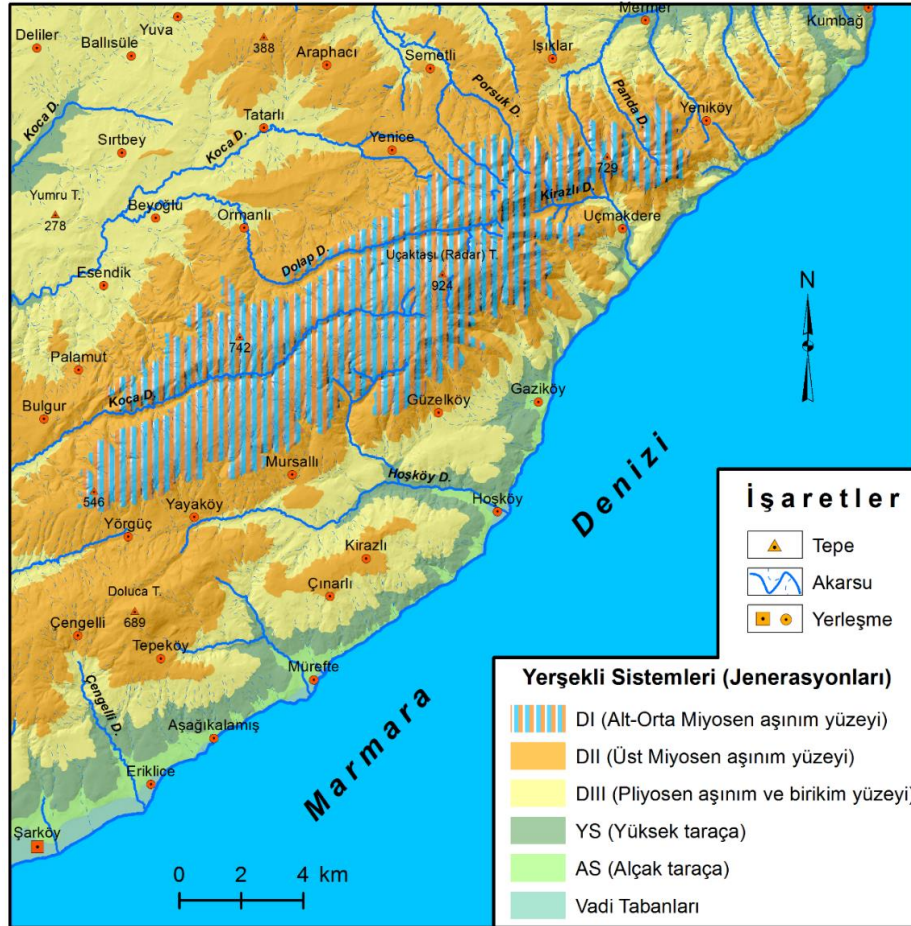 Mermer
Kumbağ
Yuva
Deliler
Ballısüle
388
Araphacı
Semetli
Işıklar
Koca D.
Porsuk D.
Panda D.
Yeniköy
Tatarlı
Koca D.
Sırtbey
Yenice
729
Yumru T.
278
Beyoğlu
Ormanlı
Kirazlı D.
Uçmakdere
Dolap D.
Uçaktaşı (Radar) T.
924
Esendik
N
742
Palamut
Koca D.
Bulgur
Güzelköy
Gaziköy
Mursallı
Hoşköy D.
546
Yayaköy
Hoşköy
Yörgüç
Kirazlı
Çınarlı
Doluca T.
689
Çengelli
Tepeköy
Mürefte
Çengelli D.
Aşağıkalamış
Eriklice
Şarköy
Marmara Denizi
0 2 4 km
İşaretler
Tepe
Akarsu
Yerleşme
Yerşekli Sistemleri (Jenerasyonları)
DI (Alt-Orta Miyosen aşınım yüzeyi)
DII (Üst Miyosen aşınım yüzeyi)
DIII (Pliyosen aşınım ve birikim yüzeyi)
YS (Yüksek taraça)
AS (Alçak taraça)
Vadi Tabanları